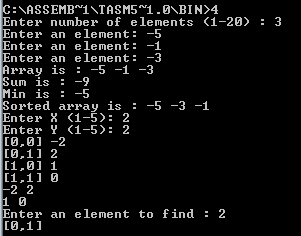 C:\ASSEMB~1\TASM5~1.0\BIN>4
Enter number of elements (1-20) : 3
Enter an element: -5
Enter an element: -1
Enter an element: -3
Array is : -5 -1 -3
Sum is : -9
Min is : -5
Sorted array is : -5 -3 -1
Enter X (1-5): 2
Enter Y (1-5): 2
[0,0] -2
[0,1] 2
[1,0] 1
[1,1] 0
-2 2
1 0
Enter an element to find : 2
[0,1]